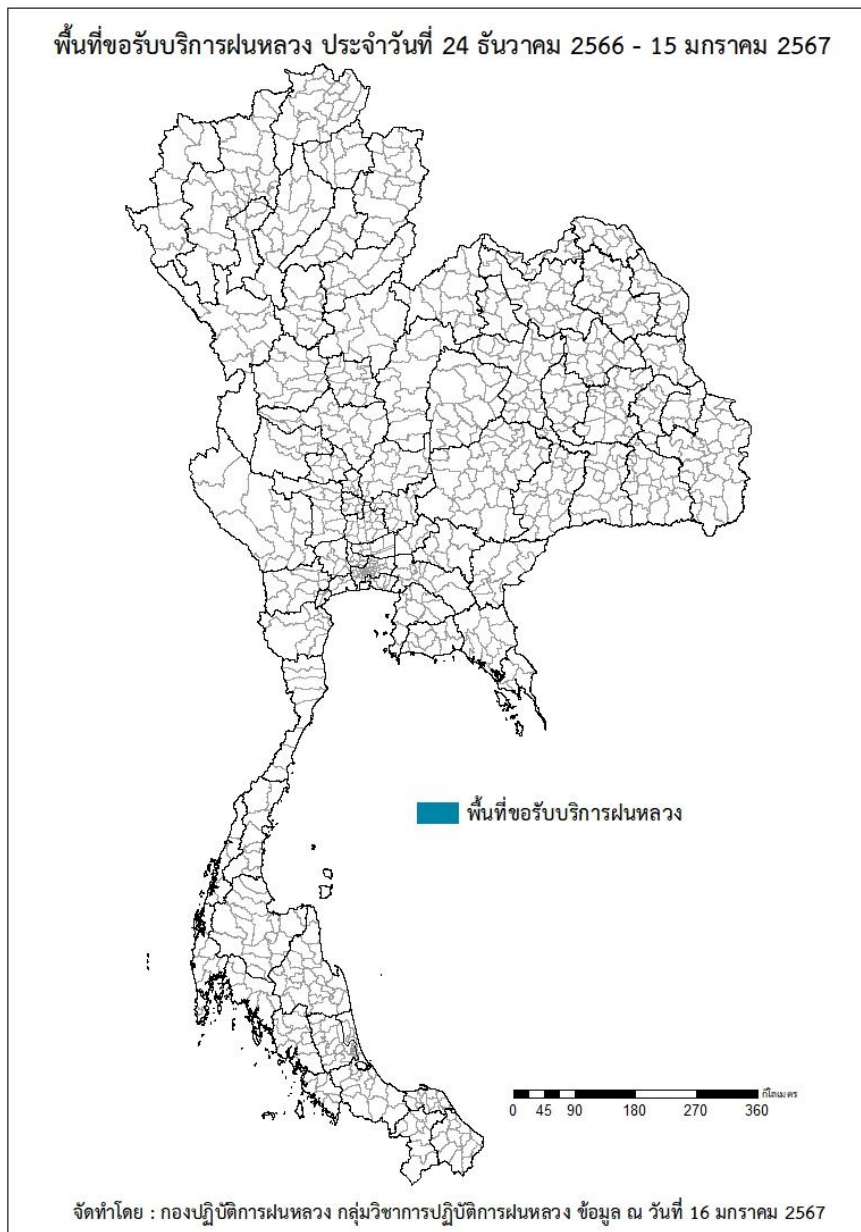 พื้นที่ขอรับบริการฝนหลวง ประจำวันที่ 24 ธันวาคม 2566 - 15 มกราคม 2567
พื้นที่ขอรับบริการฝนหลวง
กิโลเมตร
0 45 90 180 270 360
จัดทำโดย : กองปฏิบัติการฝนหลวง กลุ่มวิชาการปฏิบัติการฝนหลวง ข้อมูล ณ วันที่ 16 มกราคม 2567